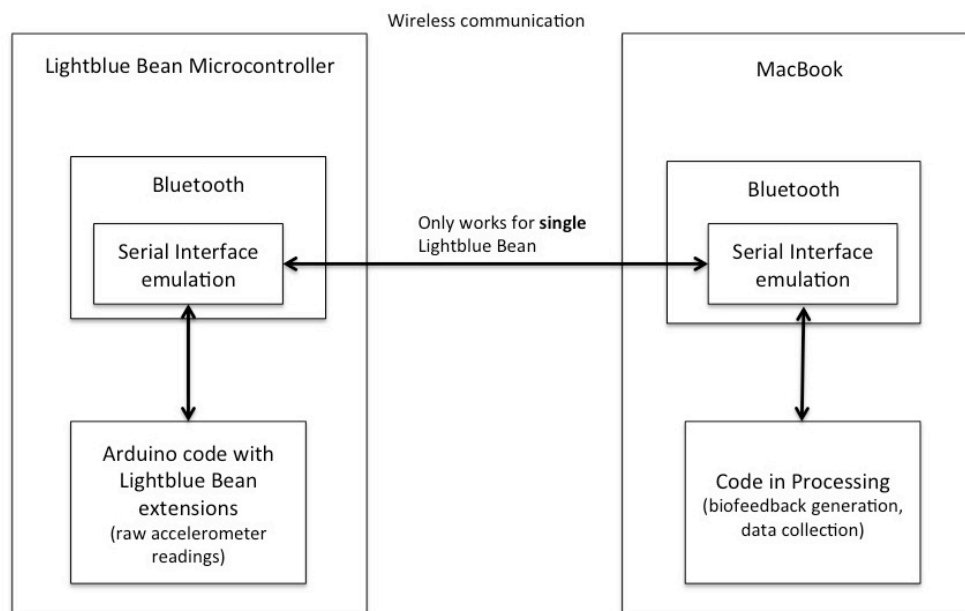 Wireless communication
Lightblue Bean Microcontroller
Bluetooth
Serial Interface
emulation
Arduino code with
Lightblue Bean
extensions
(raw accelerometer
readings)
Only works for single
Lightblue Bean
MacBook
Bluetooth
Serial Interface
emulation
Code in Processing
(biofeedback generation,
data collection)